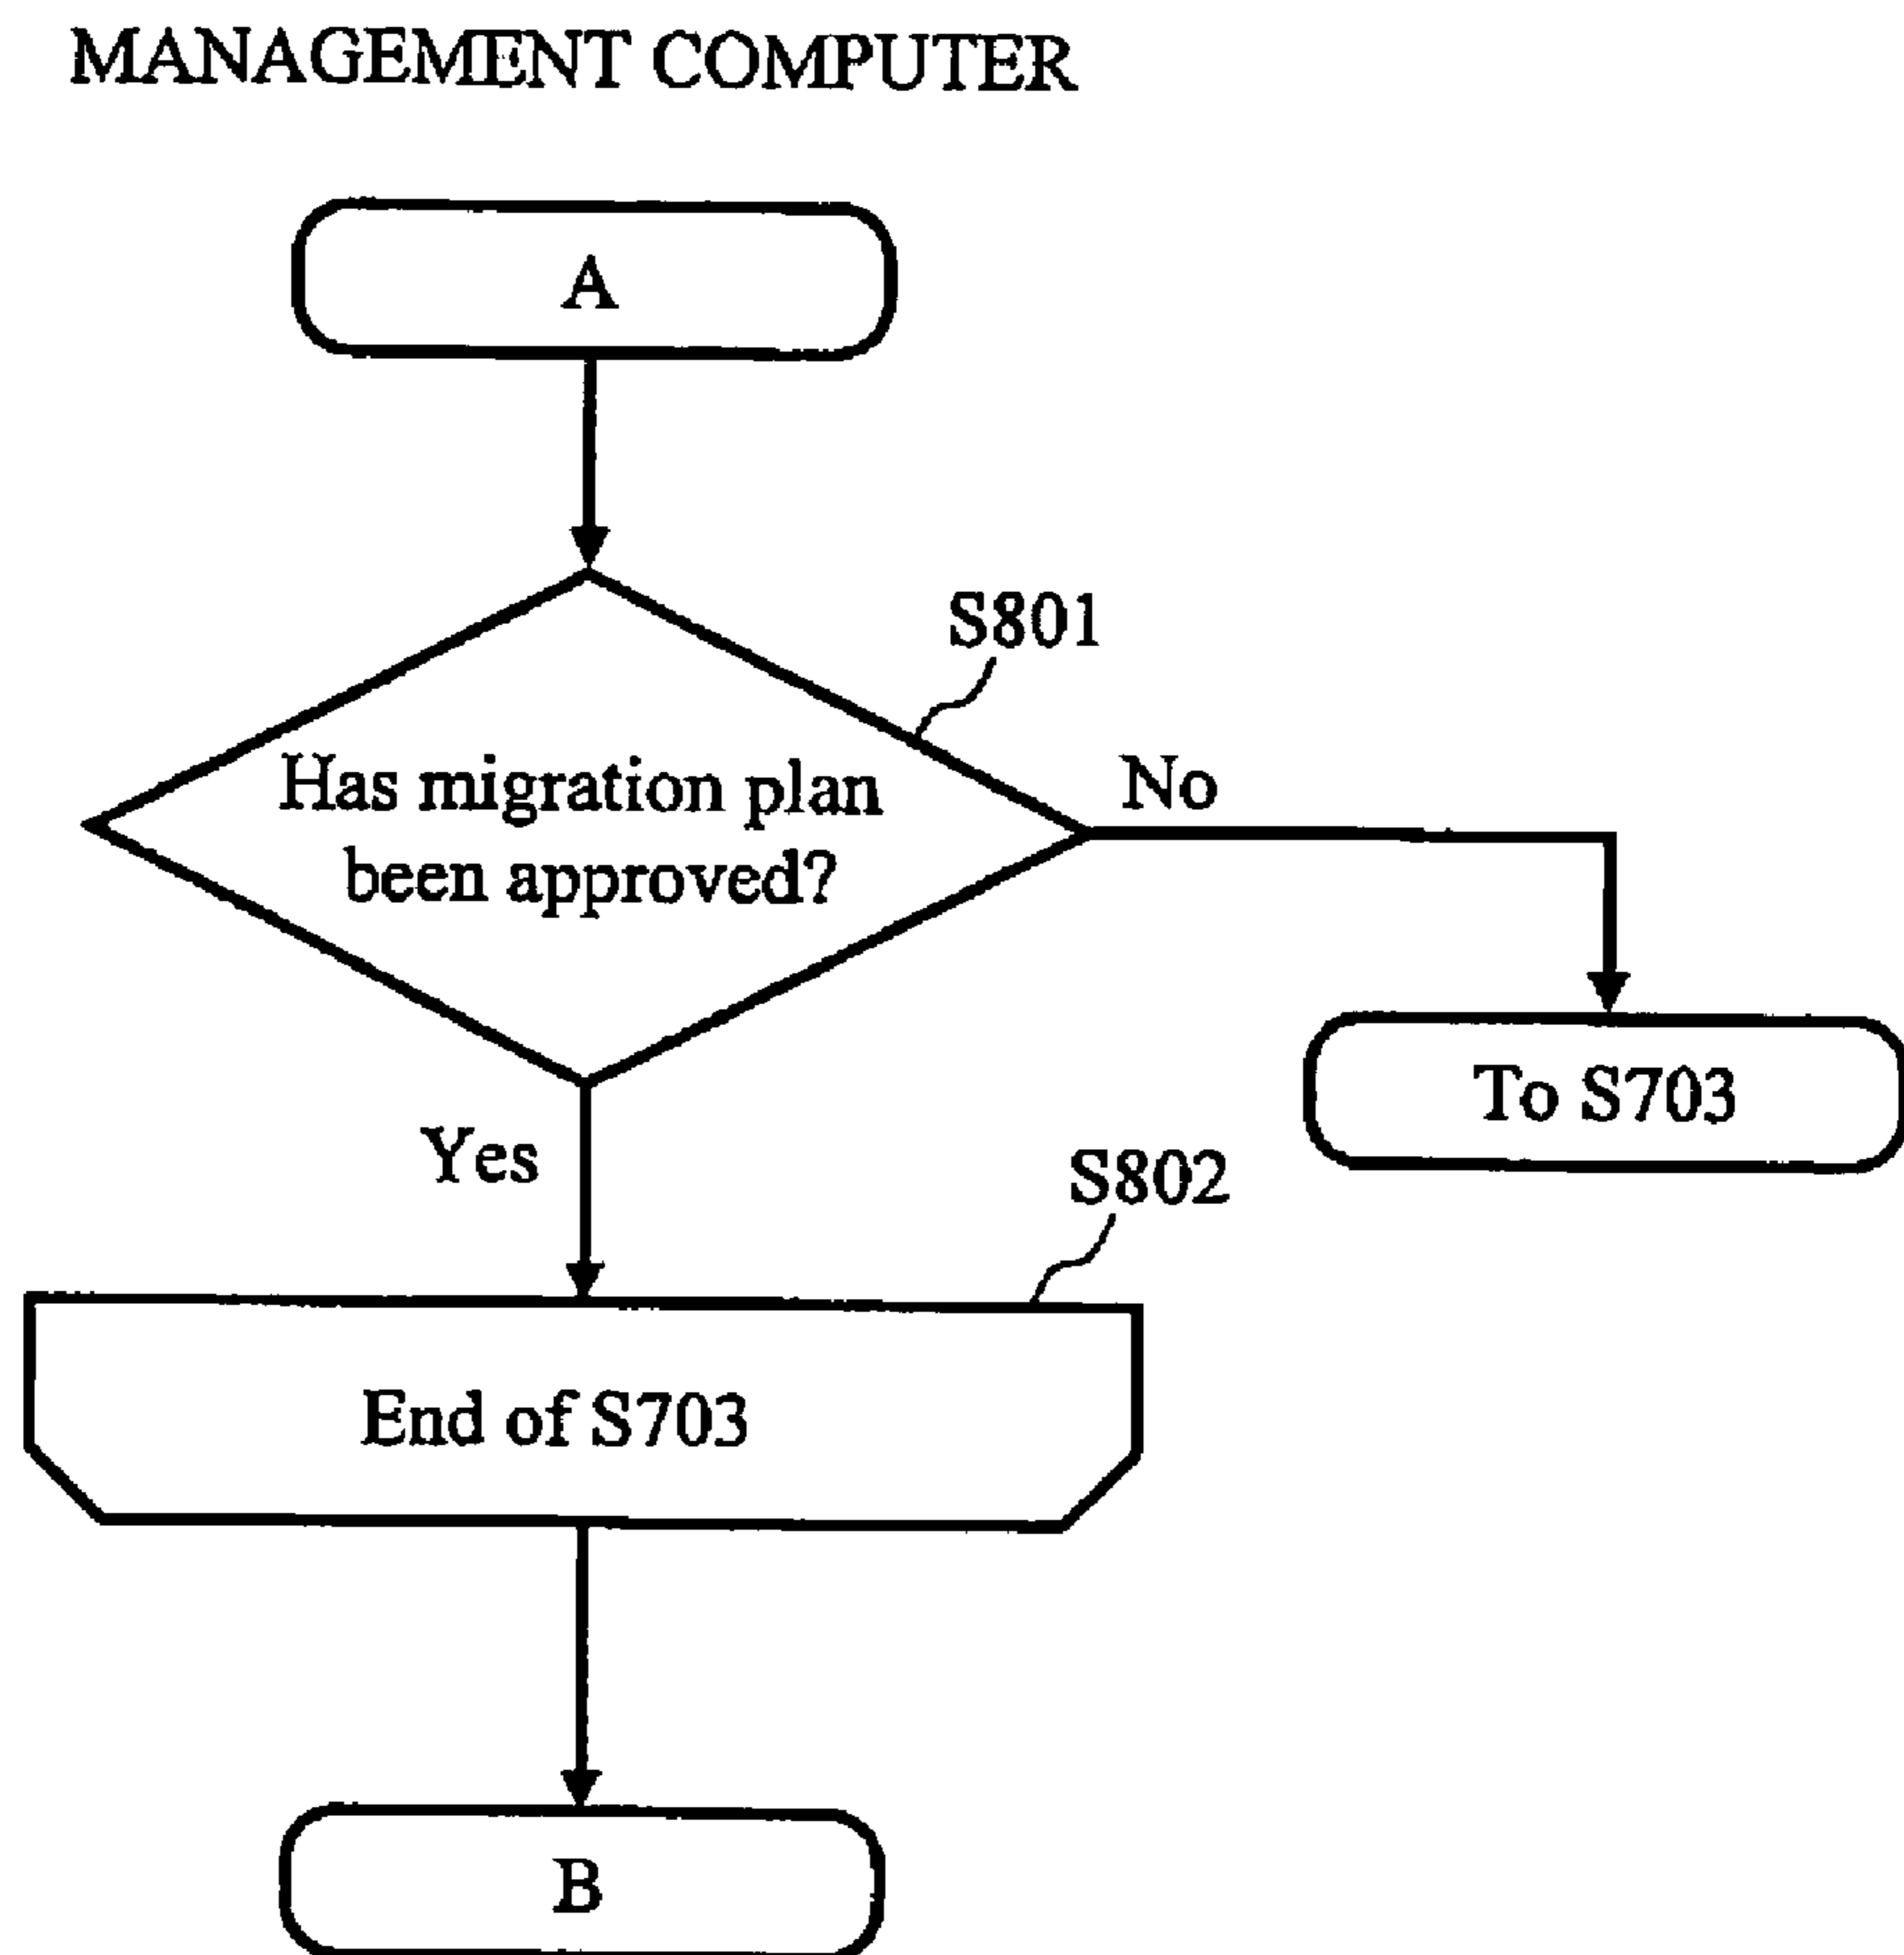 MANAGEMENT COMPUTER
A
S801
Has migration plan
been approved?
No
To S703
Yes
S802
End of S703
B